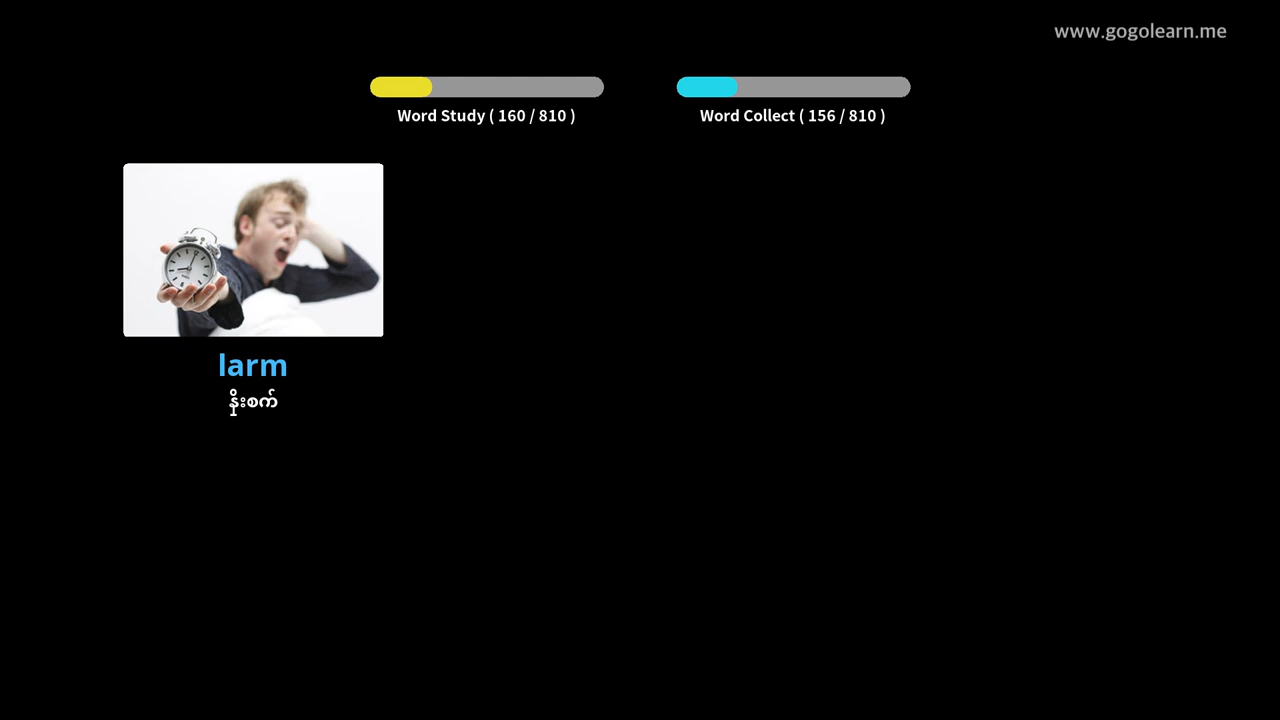 www.gogolearn.me
Word Study ( 160 / 810 )
Word Collect ( 156 / 810 )
larm
နှိုးစက်